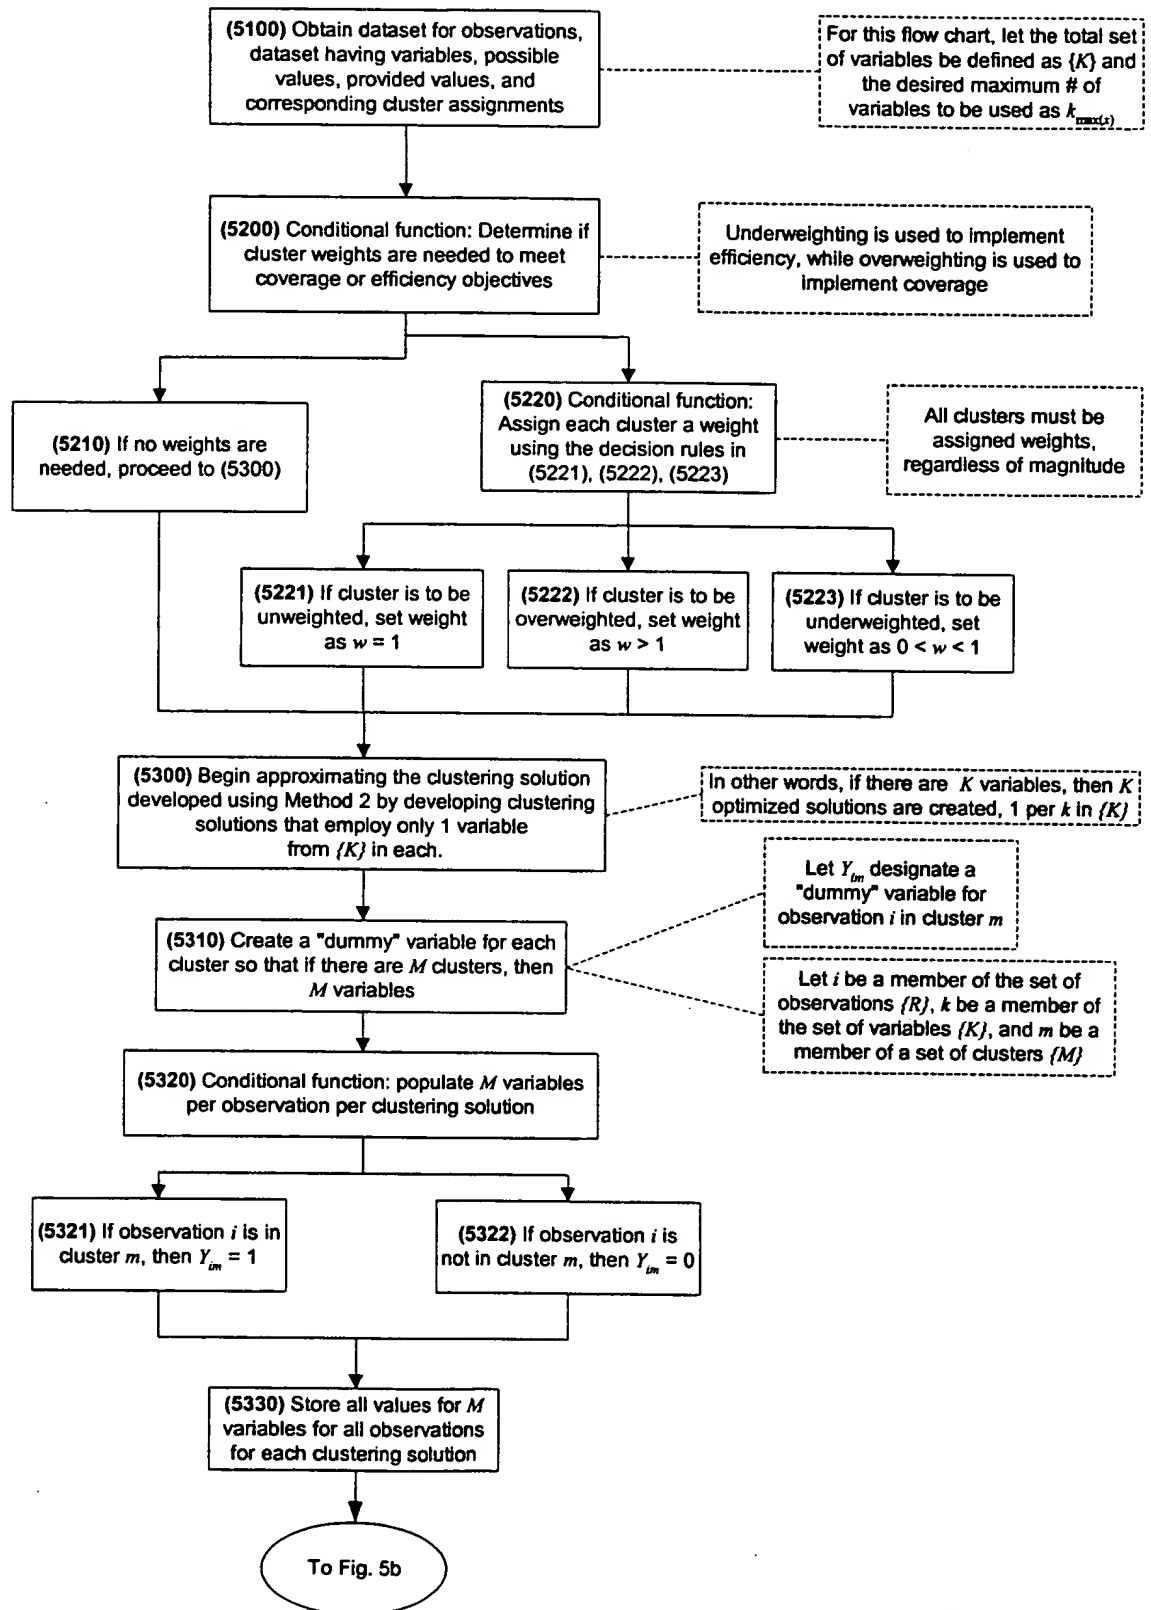 (5100) Obtain dataset for observations,
dataset having variables, possible
values, provided values, and
corresponding cluster assignments
For this flow chart, let the total set
of variables be defined as {K} and
the desired maximum # of
variables to be used as k_max(x)
(5200) Conditional function: Determine if
cluster weights are needed to meet
coverage or efficiency objectives
Underweighting is used to implement
efficiency, while overweighting is used to
implement coverage
(5210) If no weights are
needed, proceed to (5300)
(5220) Conditional function:
Assign each cluster a weight
using the decision rules in
(5221), (5222), (5223)
All clusters must be
assigned weights,
regardless of magnitude
(5221) If cluster is to be
unweighted, set weight
as w = 1
(5222) If cluster is to be
overweighted, set weight
as w > 1
(5223) If cluster is to be
underweighted, set
weight as 0 < w < 1
(5300) Begin approximating the clustering solution
developed using Method 2 by developing clustering
solutions that employ only 1 variable
from {K} in each.
In other words, if there are K variables, then K
optimized solutions are created, 1 per k in {K}
(5310) Create a "dummy" variable for each
cluster so that if there are M clusters, then
M variables
Let Y_im designate a
"dummy" variable for
observation i in cluster m
Let i be a member of the set of
observations {R}, k be a member of
the set of variables {K}, and m be a
member of a set of clusters {M}
(5320) Conditional function: populate M variables
per observation per clustering solution
(5321) If observation i is in
cluster m, then Y_im = 1
(5322) If observation i is
not in cluster m, then Y_im = 0
(5330) Store all values for M
variables for all observations
for each clustering solution
To Fig. 5b